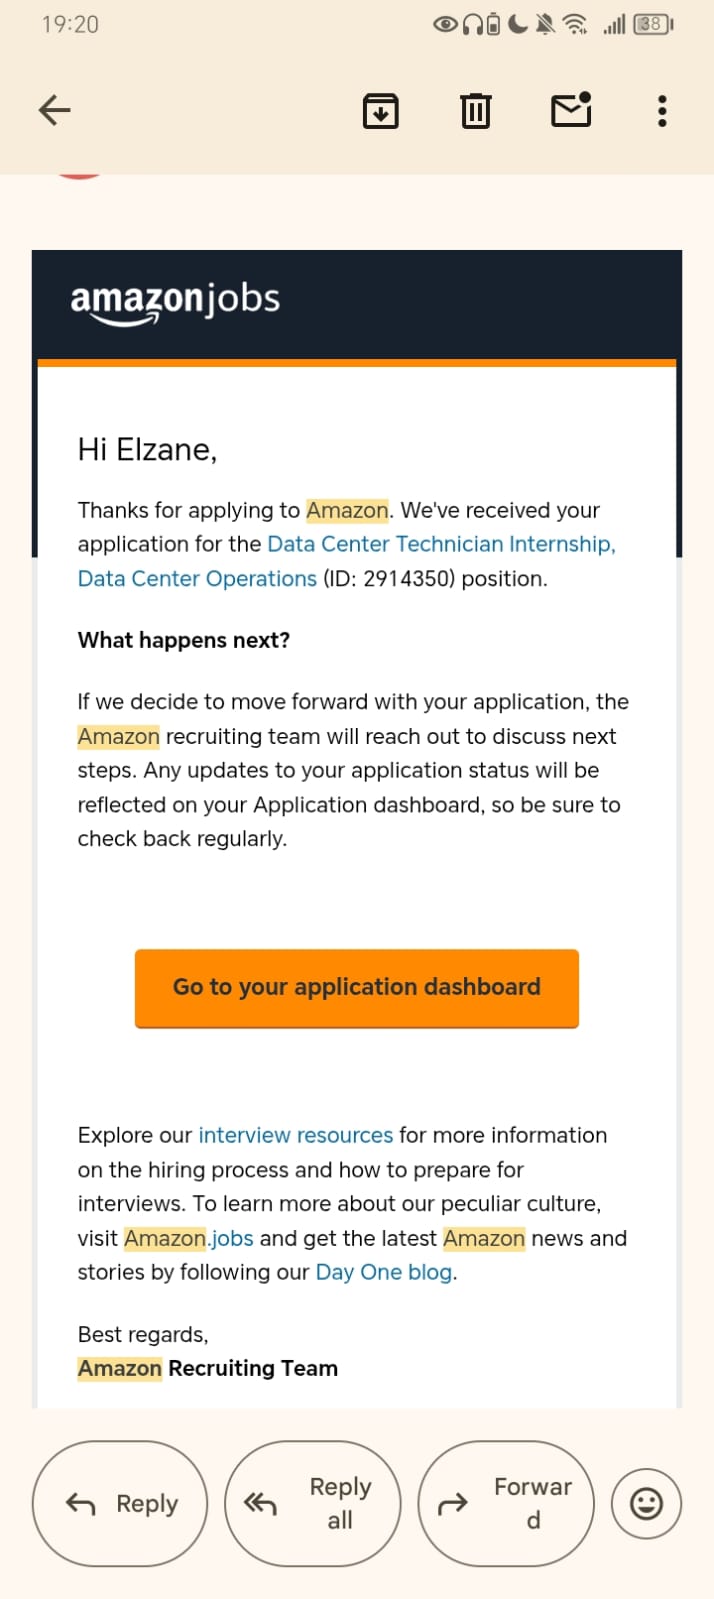 19:20
38
amazonjobs
Hi Elzane,
Thanks for applying to Amazon. We've received your
application for the Data Center Technician Internship,
Data Center Operations (ID: 2914350) position.
What happens next?
If we decide to move forward with your application, the
Amazon recruiting team will reach out to discuss next
steps. Any updates to your application status will be
reflected on your Application dashboard, so be sure to
check back regularly.
Go to your application dashboard
Explore our interview resources for more information
on the hiring process and how to prepare for
interviews. To learn more about our peculiar culture,
visit Amazon.jobs and get the latest Amazon news and
stories by following our Day One blog.
Best regards,
Amazon Recruiting Team
Reply
Reply
all
Forwar
d